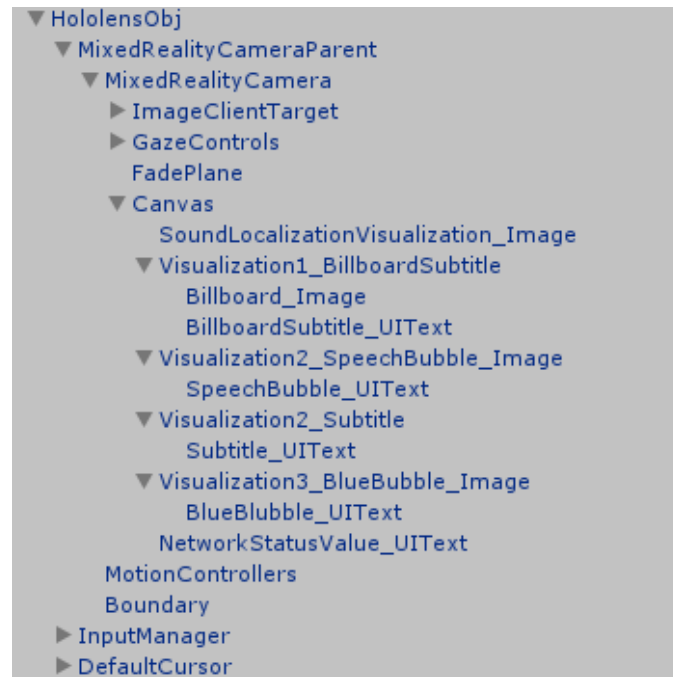 HololensObj
MixedRealityCameraParent
MixedRealityCamera
ImageClientTarget
GazeControls
FadePlane
Canvas
SoundLocalizationVisualization_Image
Visualization1_BillboardSubtitle
Billboard_Image
BillboardSubtitle_UIText
Visualization2_SpeechBubble_Image
SpeechBubble_UIText
Visualization2_Subtitle
Subtitle_UIText
Visualization3_BlueBubble_Image
BlueBlubble_UIText
NetworkStatusValue_UIText
MotionControllers
Boundary
InputManager
DefaultCursor